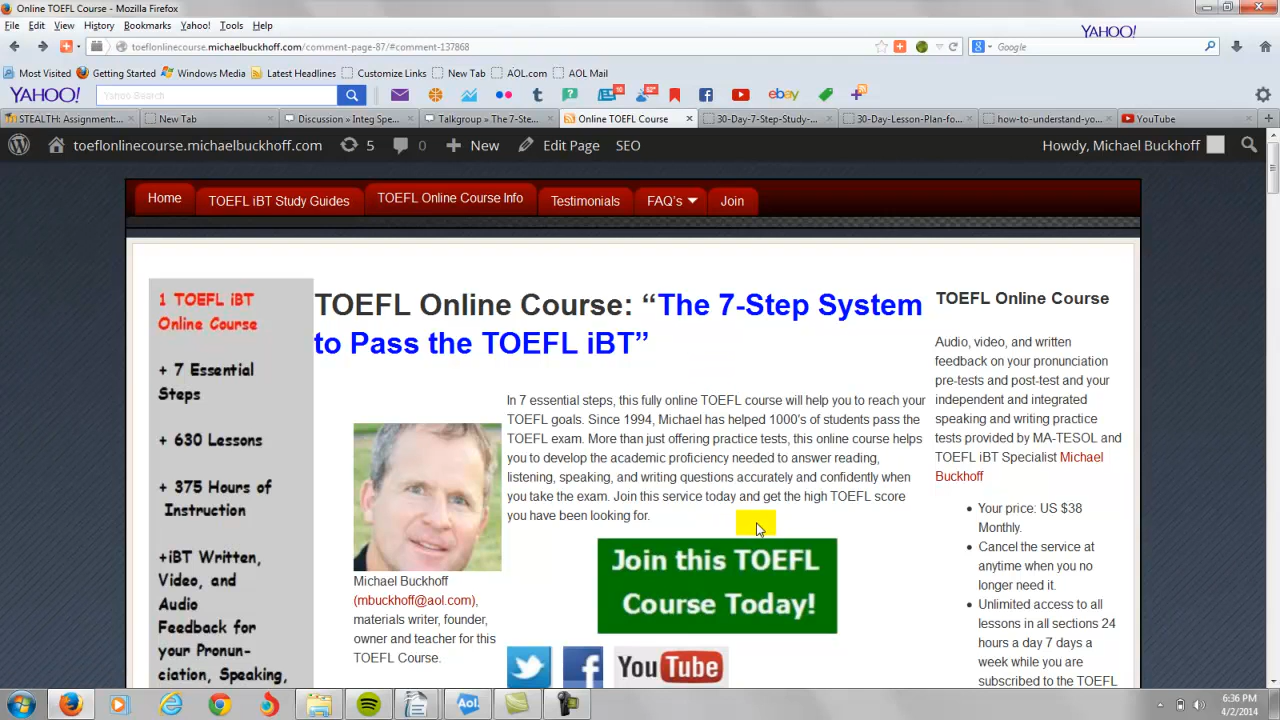 Online TOEFL Course - Mozilla Firefox
File Edit View History Bookmarks Yahoo! Tools Help
YAHOO!
toeflonlinecourse.michaelbuckhoff.com/comment-page-87/#comment-137868
Google
Most Visited Getting Started Windows Media Latest Headlines Customize Links New Tab AOL.com AOL Mail
YAHOO! Yahoo Search ebay
STEALTH: Assignment:... New Tab Discussion » Integ Spe... Talkgroup » The 7-Ste... Online TOEFL Course 30-Day-7-Step-Study-... 30-Day-Lesson-Plan-fo... how-to-understand-yo... YouTube
toeflonlinecourse.michaelbuckhoff.com 5 0 New Edit Page SEO Howdy, Michael Buckhoff
Home TOEFL iBT Study Guides TOEFL Online Course Info Testimonials FAQ's Join
1 TOEFL iBT
Online Course
+ 7 Essential
Steps
+ 630 Lessons
+ 375 Hours of
Instruction
+iBT Written,
Video, and
Audio
Feedback for
your Pronun-
ciation, Speaking,
TOEFL Online Course: “The 7-Step System
to Pass the TOEFL iBT”
In 7 essential steps, this fully online TOEFL course will help you to reach your
TOEFL goals. Since 1994, Michael has helped 1000's of students pass the
TOEFL exam. More than just offering practice tests, this online course helps
you to develop the academic proficiency needed to answer reading,
listening, speaking, and writing questions accurately and confidently when
you take the exam. Join this service today and get the high TOEFL score
you have been looking for.
Michael Buckhoff
(mbuckhoff@aol.com),
materials writer, founder,
owner and teacher for this
TOEFL Course.
Join this TOEFL
Course Today!
YouTube
TOEFL Online Course
Audio, video, and written
feedback on your pronunciation
pre-tests and post-test and your
independent and integrated
speaking and writing practice
tests provided by MA-TESOL and
TOEFL iBT Specialist Michael
Buckhoff
Your price: US $38
Monthly.
Cancel the service at
anytime when you no
longer need it.
Unlimited access to all
lessons in all sections 24
hours a day 7 days a
week while you are
subscribed to the TOEFL
Aol.
6:36 PM
4/2/2014